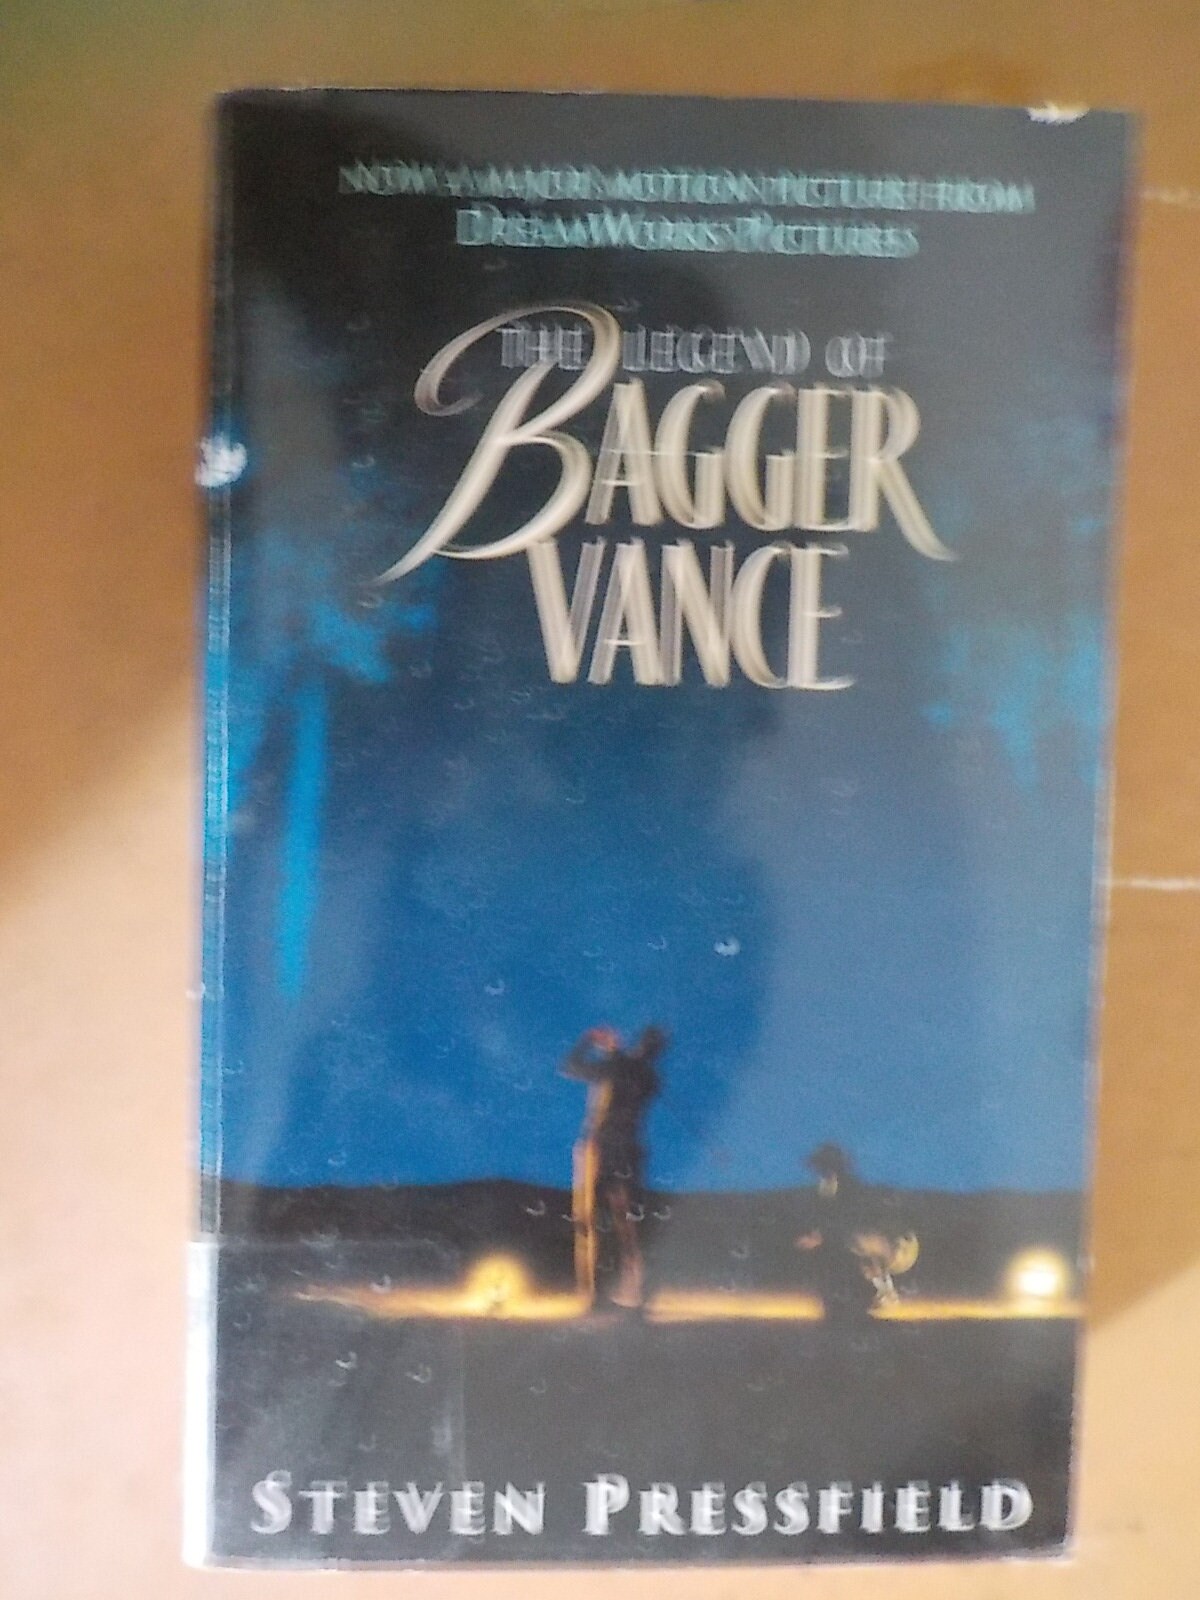 NOW A MAJOR MOTION PICTURE FROM
DREAMWORKS PICTURES
THE LEGEND OF
BAGGER
VANCE
STEVEN PRESSFIELD